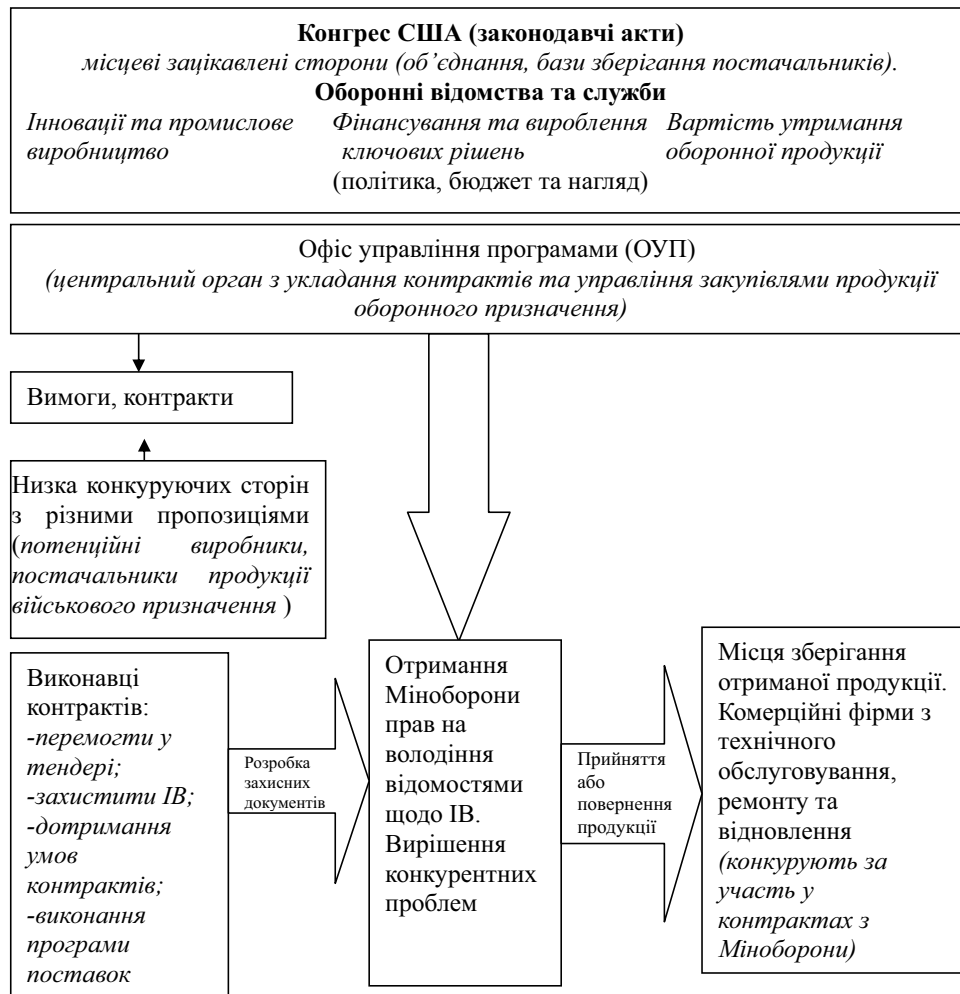 Конгрес США (законодавчі акти)
місцеві зацікавлені сторони (об’єднання, бази зберігання постачальників).
Оборонні відомства та служби
Інновації та промислове
виробництво
Фінансування та вироблення
ключових рішень
(політика, бюджет та нагляд)
Вартість утримання
оборонної продукції
Офіс управління програмами (ОУП)
(центральний орган з укладання контрактів та управління закупівлями продукції
оборонного призначення)
Вимоги, контракти
Низка конкуруючих сторін
з різними пропозиціями
(потенційні виробники,
постачальники продукції
військового призначення )
Виконавці
контрактів:
-перемогти у
тендері;
-захистити ІВ;
-дотримання
умов
контрактів;
-виконання
програми
поставок
Розробка
захисних
документів
Отримання
Міноборони
прав на
володіння
відомостями
щодо ІВ.
Вирішення
конкурентних
проблем
Прийняття
або
повернення
продукції
Місця зберігання
отриманої продукції.
Комерційні фірми з
технічного
обслуговування,
ремонту та
відновлення
(конкурують за
участь у
контрактах з
Міноборони)